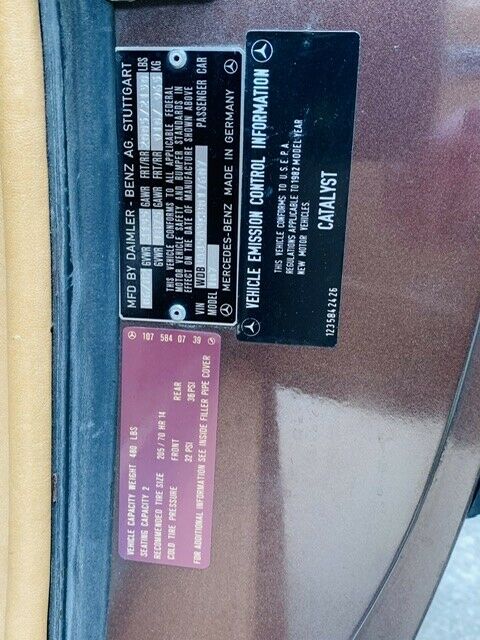 MFD BY DAIMLER - BENZ AG. STUTTGART
GVWR GAWR FRT/RR LBS
GVWR GAWR FRT/RR KG
THIS VEHICLE CONFORMS TO ALL APPLICABLE FEDERAL
MOTOR VEHICLE SAFETY AND BUMPER STANDARDS IN
EFFECT ON THE DATE OF MANUFACTURE SHOWN ABOVE
VIN WDB PASSENGER CAR
MODEL
MERCEDES-BENZ MADE IN GERMANY
VEHICLE EMISSION CONTROL INFORMATION
THIS VEHICLE CONFORMS TO U.S.E.P.A.
REGULATIONS APPLICABLE TO 1982 MODEL YEAR
NEW MOTOR VEHICLES.
CATALYST
1235842426
107 584 07 39
VEHICLE CAPACITY WEIGHT 480 LBS
SEATING CAPACITY 2
RECOMMENDED TIRE SIZE 205/70 HR 14
COLD TIRE PRESSURE FRONT REAR
32 PSI 36 PSI
FOR ADDITIONAL INFORMATION SEE INSIDE FILLER PIPE COVER